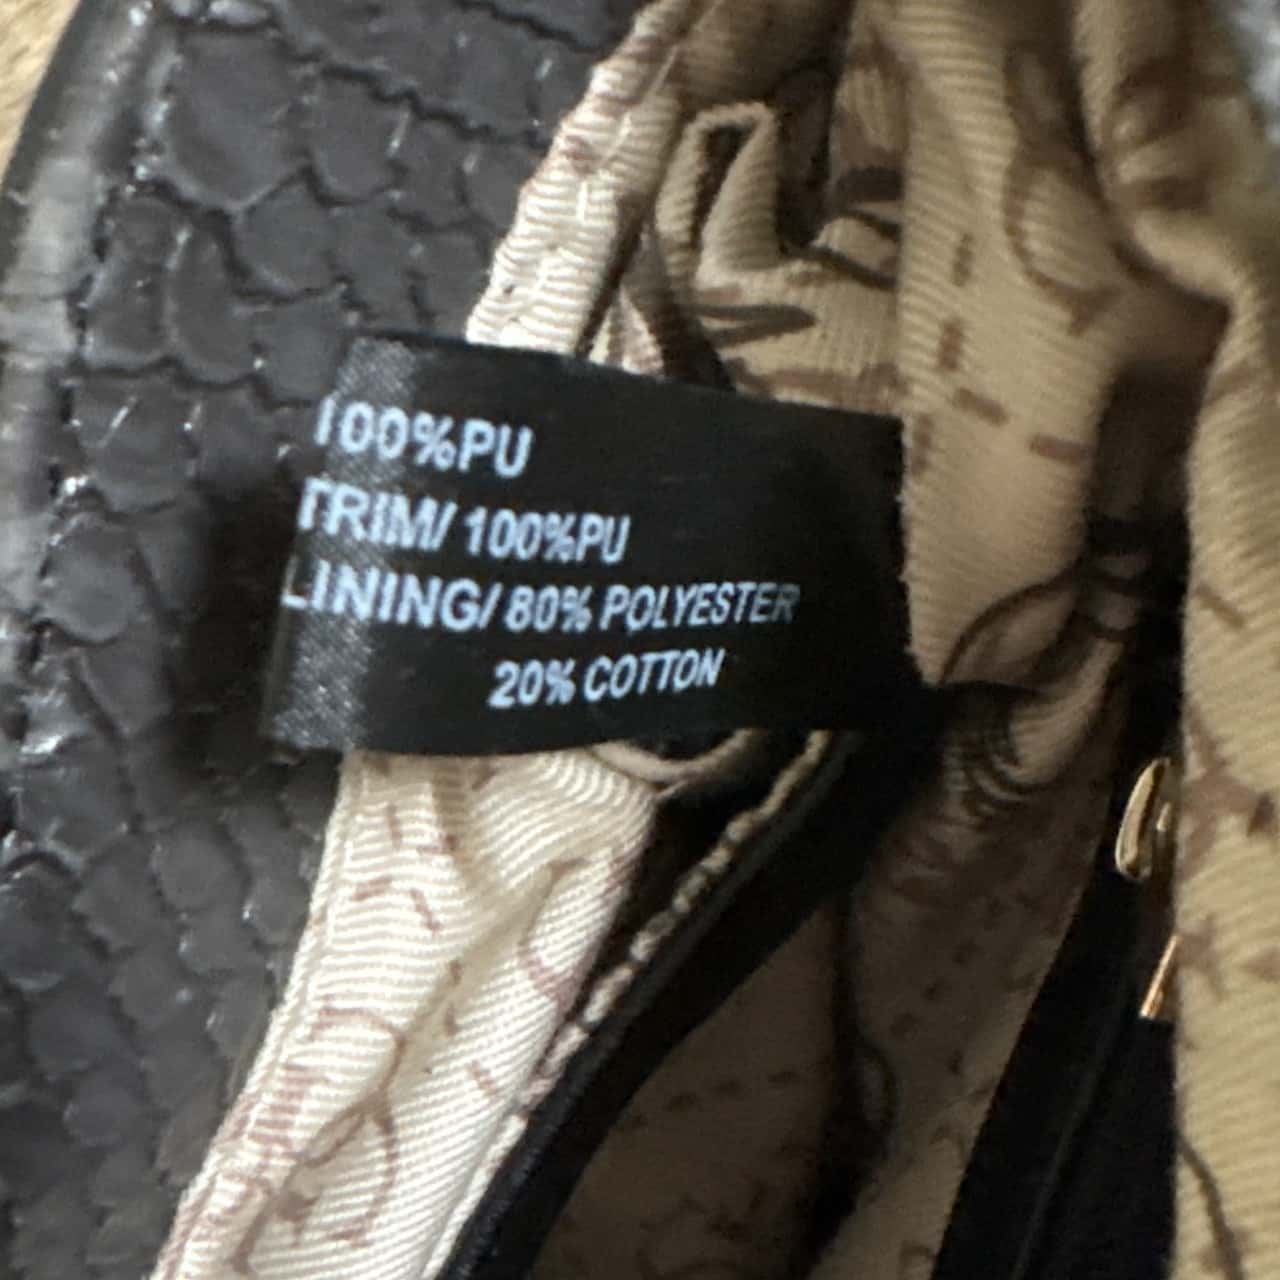 100%PU
TRIM/ 100%PU
LINING/ 80% POLYESTER
20% COTTON